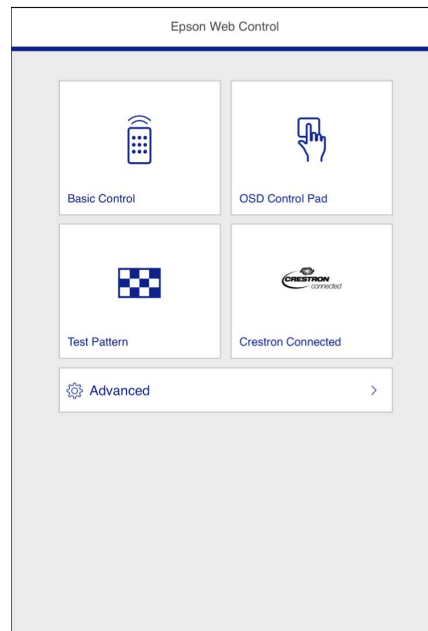 Epson Web Control
Basic Control
OSD Control Pad
CRESTRON
connected
Test Pattern
Crestron Connected
Advanced